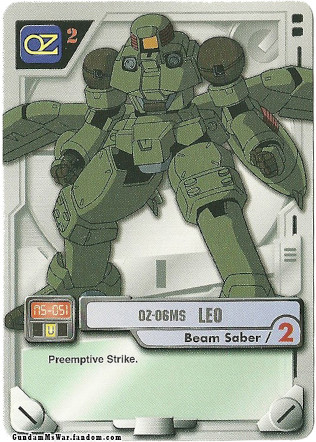 OZ 2
MS-051
U
OZ-06MS LEO
Beam Saber / 2
Preemptive Strike.
GundamMsWar.fandom.com